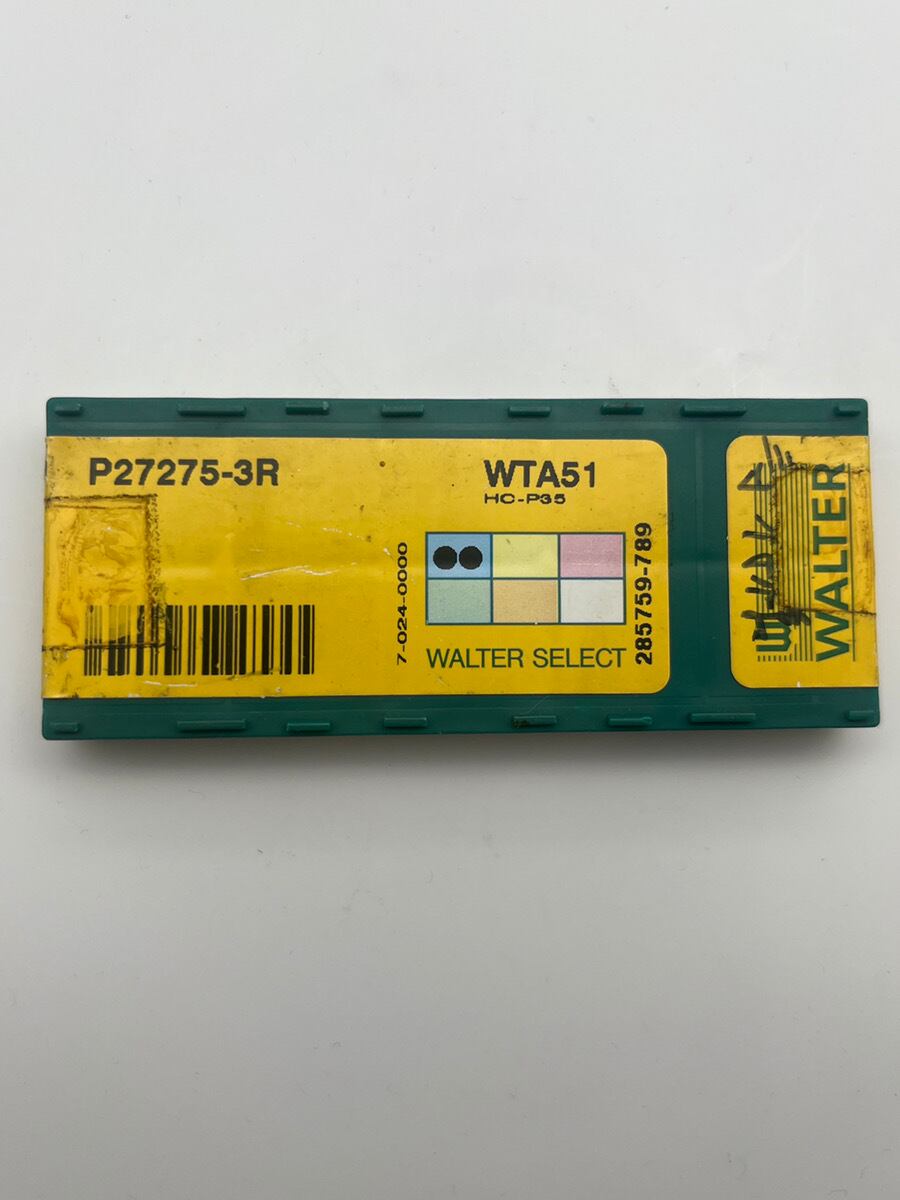 P27275-3R
WTA51
HC-P35
7-024-0000
285759-789
WALTER SELECT
WALTER